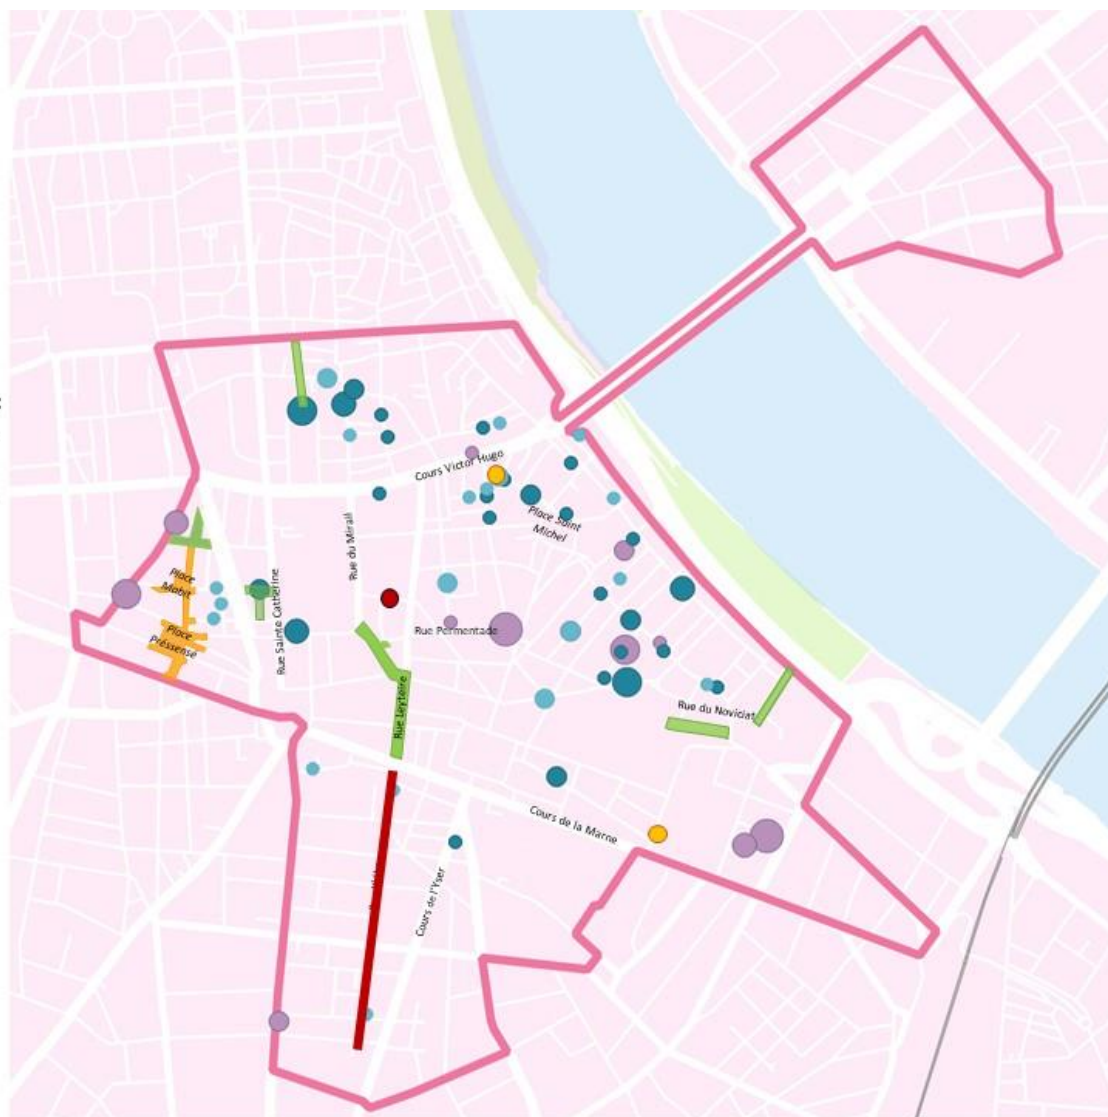 Cours Victor Hugo
Place Saint
Michel
Rue du Mirail
Place
Mabit
Rue Sainte Catherine
Place
Préssensé
Rue Permentade
Rue Leyteire
Rue du Noviciat
Cours de la Marne
Cours de l'Yser